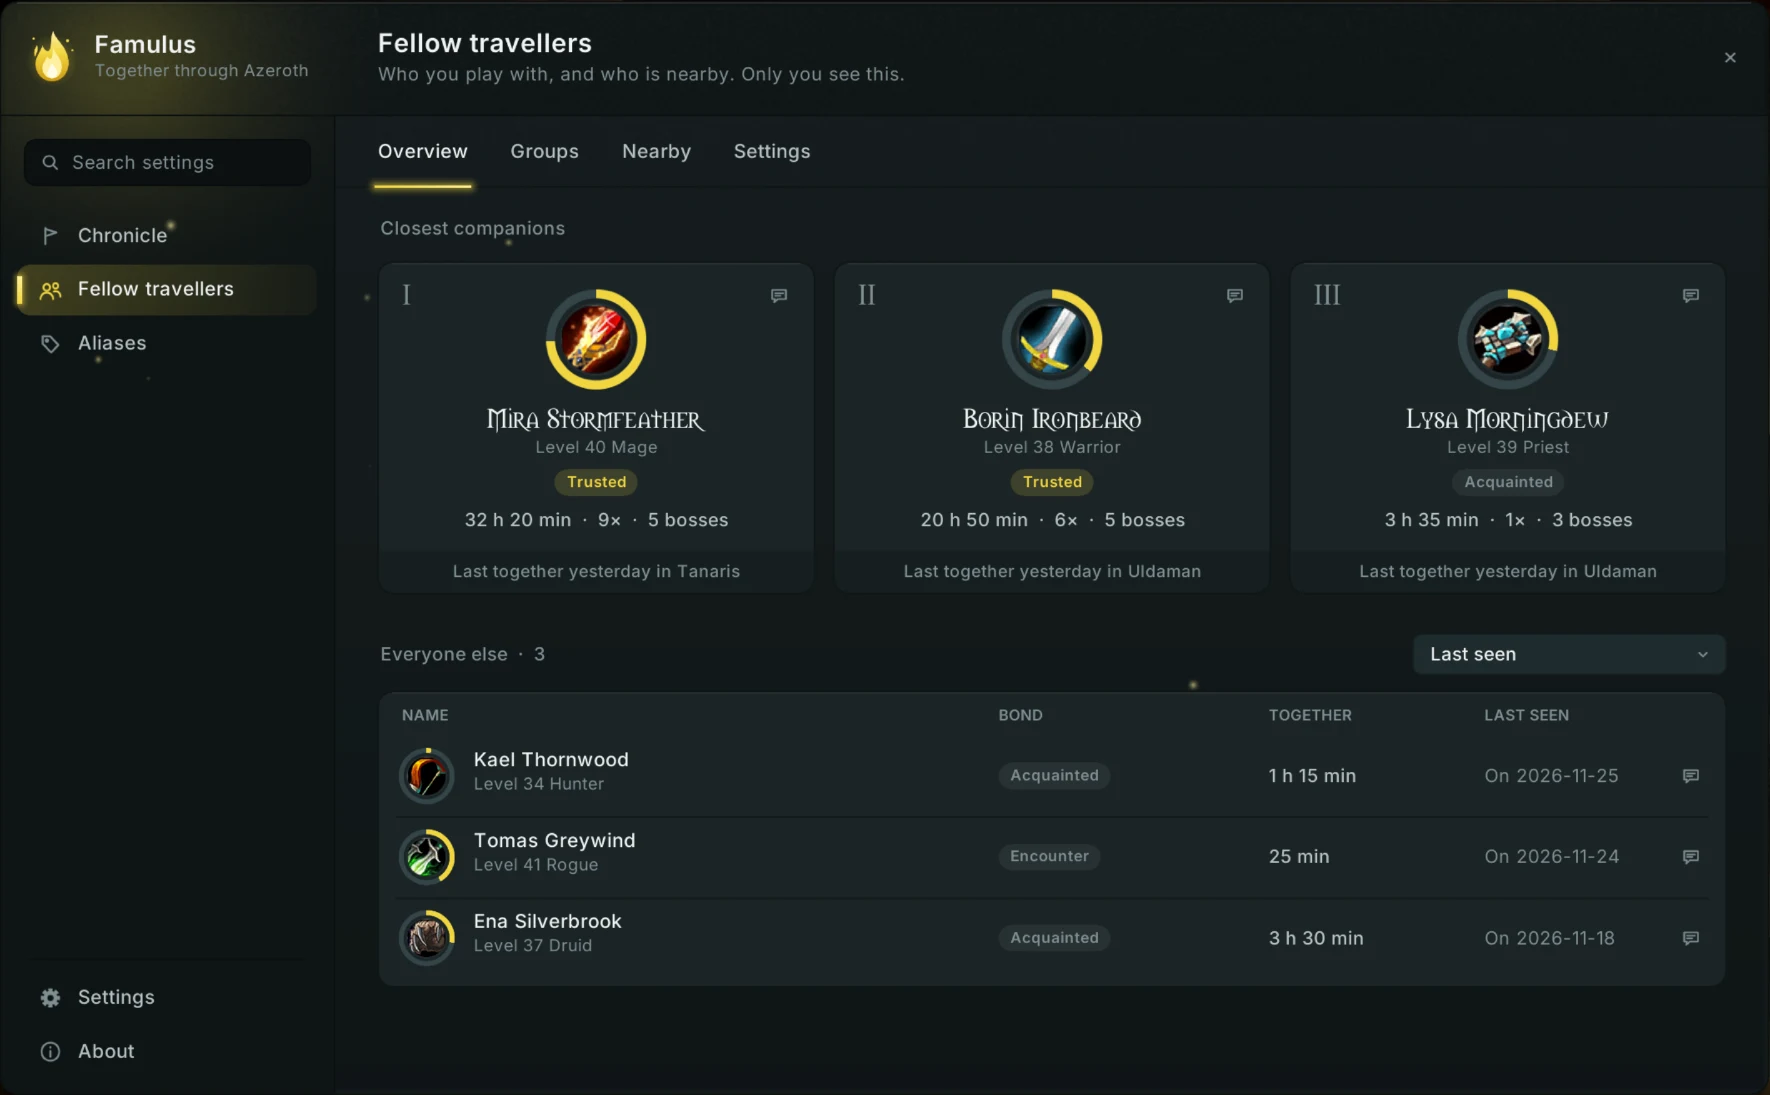 Famulus
Together through Azeroth
Fellow travellers
Who you play with, and who is nearby. Only you see this.
Search settings
Chronicle
Fellow travellers
Aliases
Settings
About
Overview
Groups
Nearby
Settings
Closest companions
I
Mira Stormfeather
Level 40 Mage
Trusted
32 h 20 min · 9× · 5 bosses
Last together yesterday in Tanaris
II
Borin Ironbeard
Level 38 Warrior
Trusted
20 h 50 min · 6× · 5 bosses
Last together yesterday in Uldaman
III
Lysa Morningdew
Level 39 Priest
Acquainted
3 h 35 min · 1× · 3 bosses
Last together yesterday in Uldaman
Everyone else · 3
Last seen
NAME BOND TOGETHER LAST SEEN
Kael Thornwood
Level 34 Hunter
Acquainted
1 h 15 min
On 2026-11-25
Tomas Greywind
Level 41 Rogue
Encounter
25 min
On 2026-11-24
Ena Silverbrook
Level 37 Druid
Acquainted
3 h 30 min
On 2026-11-18